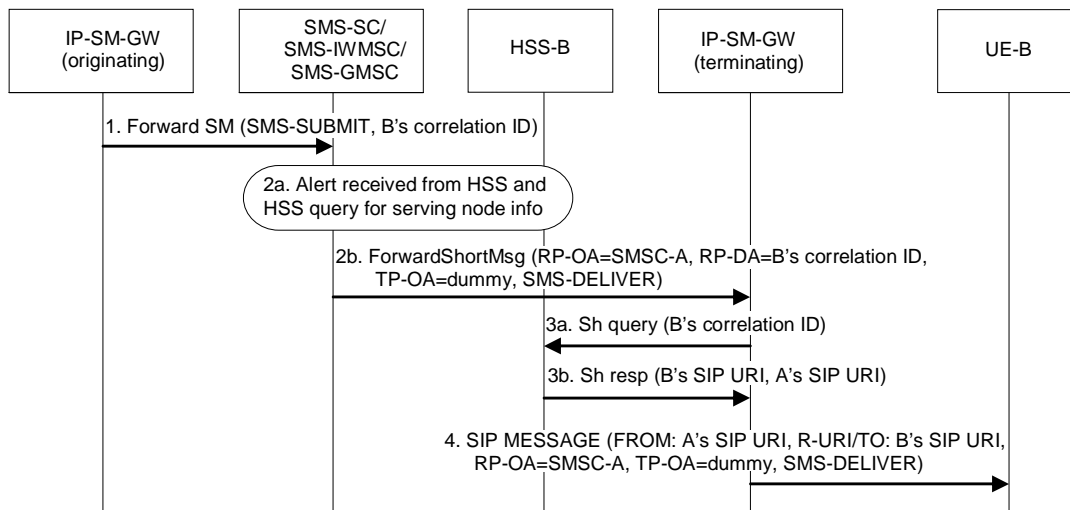 IP-SM-GW
(originating)
SMS-SC/
SMS-IWMSC/
SMS-GMSC
HSS-B
IP-SM-GW
(terminating)
UE-B
1. Forward SM (SMS-SUBMIT, B's correlation ID)
2a. Alert received from HSS and
HSS query for serving node info
2b. ForwardShortMsg (RP-OA=SMSC-A, RP-DA=B's correlation ID,
TP-OA=dummy, SMS-DELIVER)
3a. Sh query (B's correlation ID)
3b. Sh resp (B's SIP URI, A's SIP URI)
4. SIP MESSAGE (FROM: A's SIP URI, R-URI/TO: B's SIP URI,
RP-OA=SMSC-A, TP-OA=dummy, SMS-DELIVER)